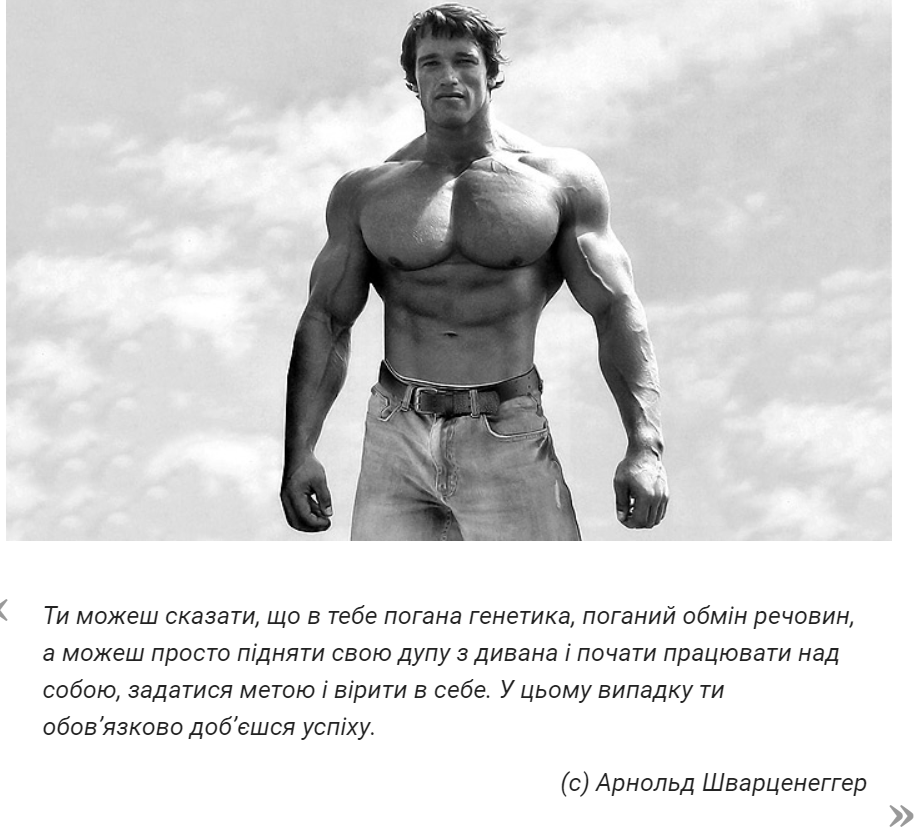 Ти можеш сказати, що в тебе погана генетика, поганий обмін речовин,
а можеш просто підняти свою дупу з дивана і почати працювати над
собою, задатися метою і вірити в себе. У цьому випадку ти
обов’язково доб’єшся успіху.
(с) Арнольд Шварценеггер